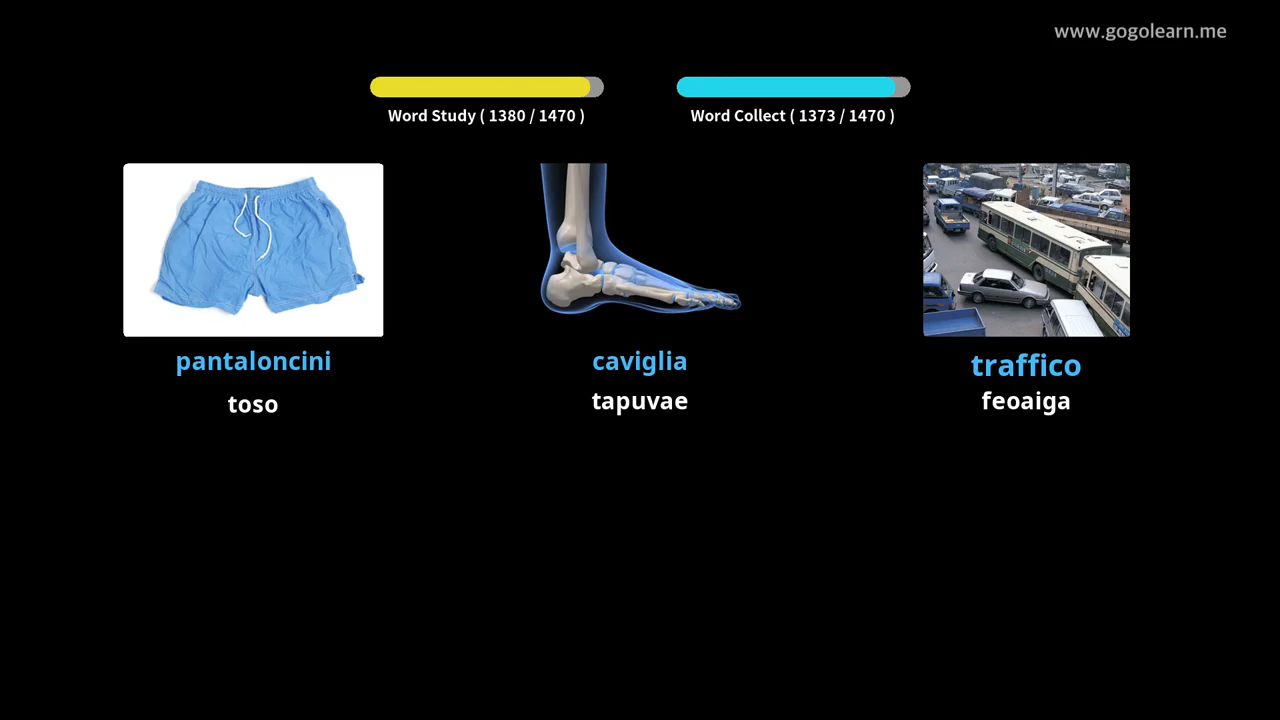 www.gogolearn.me
Word Study ( 1380 / 1470 )
Word Collect ( 1373 / 1470 )
pantaloncini
caviglia
traffico
toso
tapuvae
feoaiga